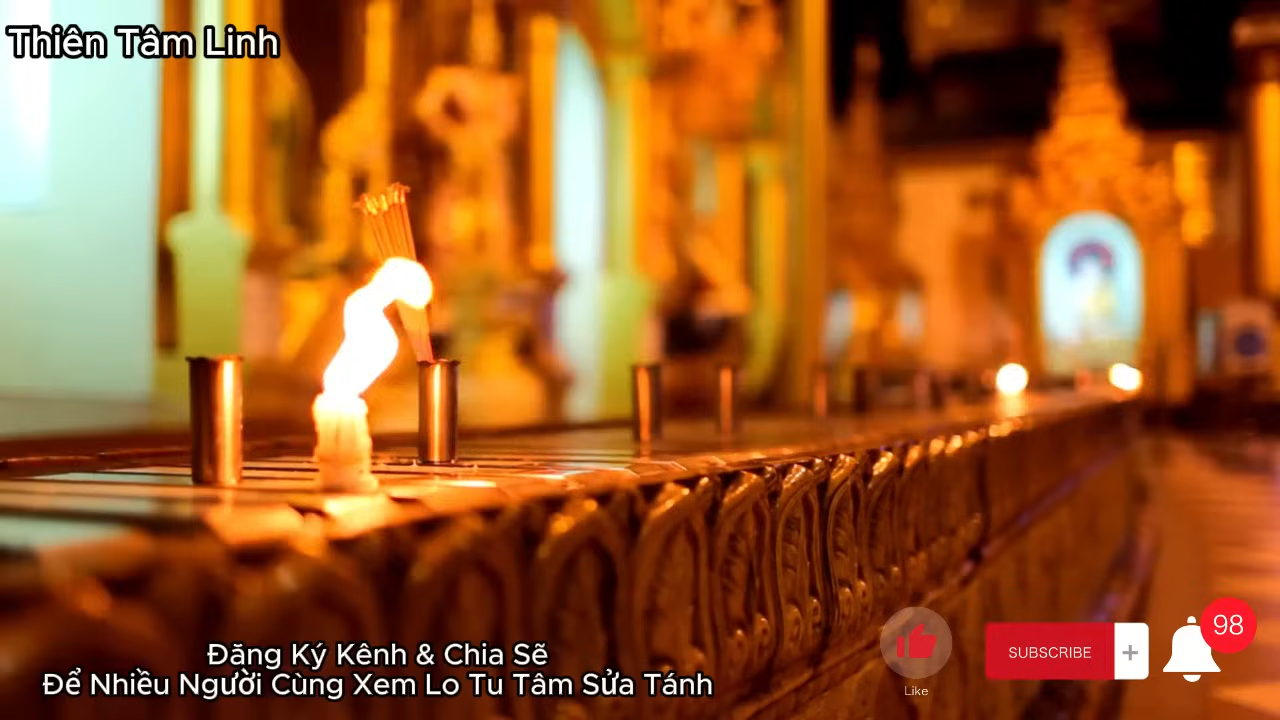 Thiên Tâm Linh
98
SUBSCRIBE
Like
Đăng Ký Kênh & Chia Sẽ
Để Nhiều Người Cùng Xem Lo Tu Tâm Sửa Tánh